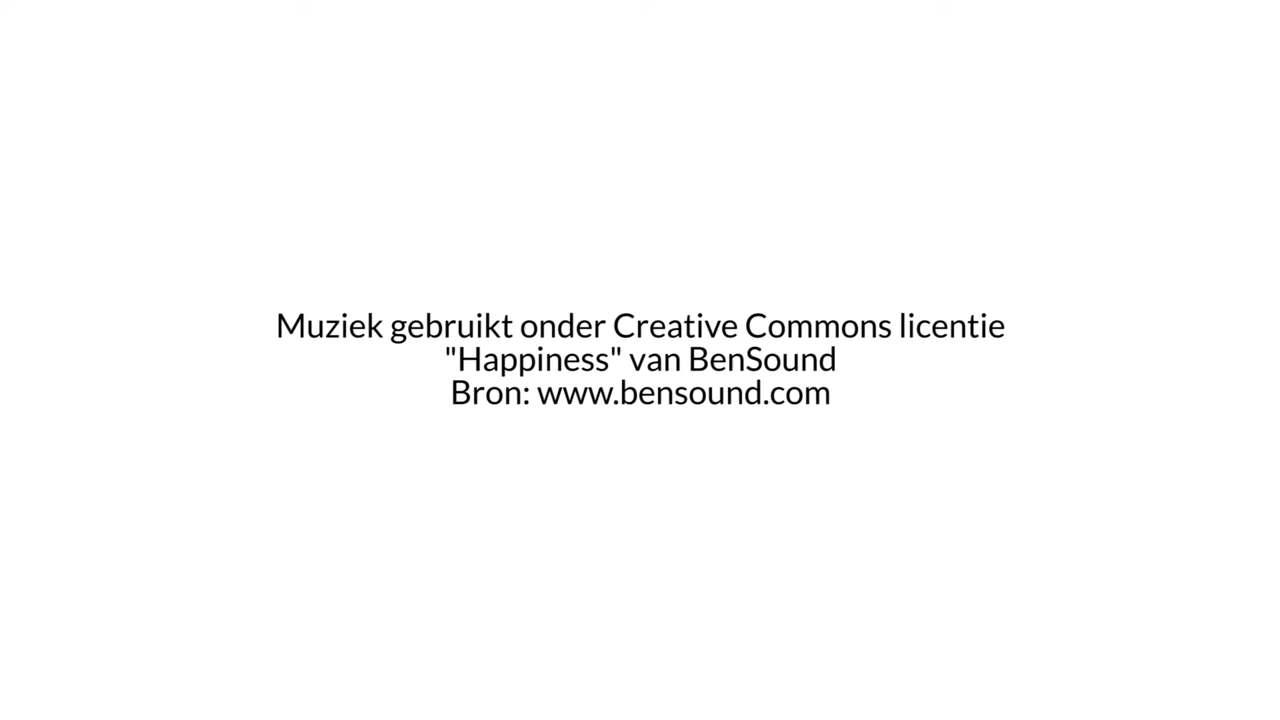 Muziek gebruikt onder Creative Commons licentie
"Happiness" van BenSound
Bron: www.bensound.com